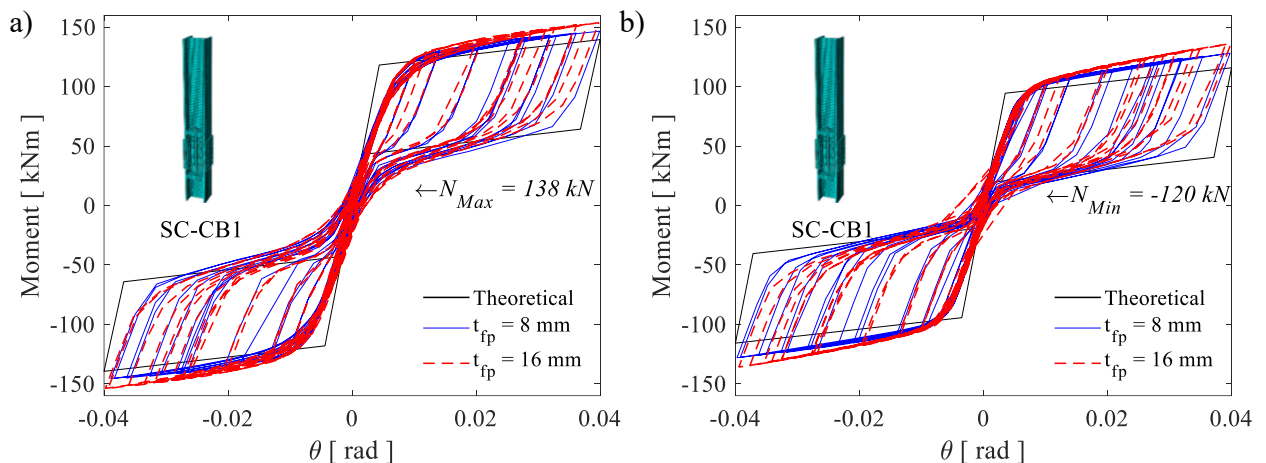 a)
150
100
50
0
-50
-100
-150
Moment [ kNm]
-0.04
-0.02
0
0.02
0.04
θ [ rad ]
SC-CB1
←N_Max = 138 kN
Theoretical
t_fp = 8 mm
t_fp = 16 mm
b)
150
100
50
0
-50
-100
-150
Moment [ kNm]
-0.04
-0.02
0
0.02
0.04
θ [ rad ]
SC-CB1
←N_Min = -120 kN
Theoretical
t_fp = 8 mm
t_fp = 16 mm